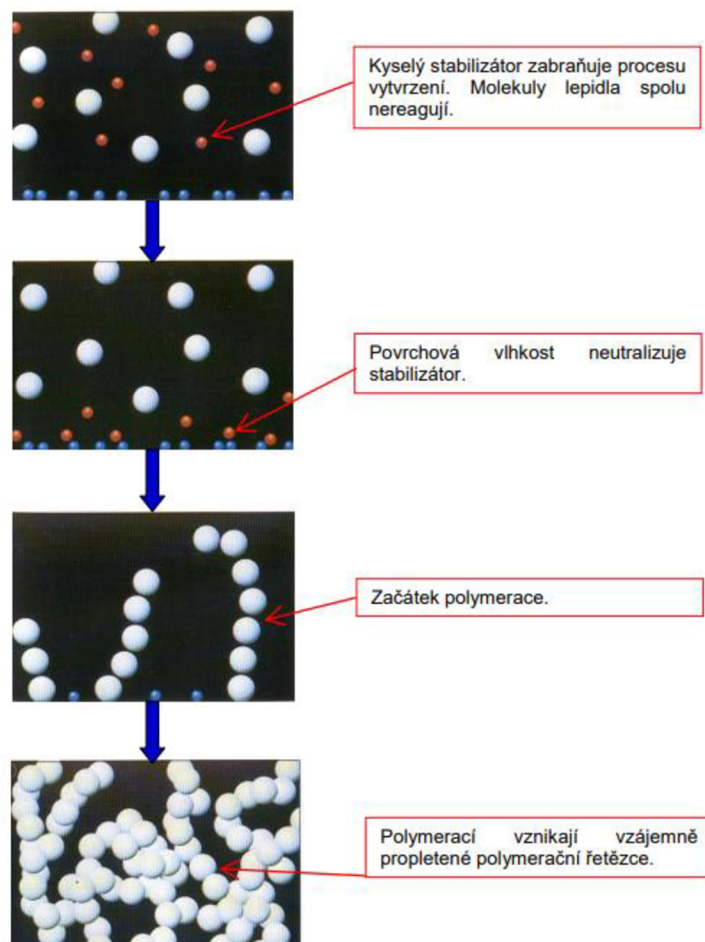 Kyselý stabilizátor zabraňuje procesu
vytvrzení. Molekuly lepidla spolu
nereagují.
Povrchová vlhkost neutralizuje
stabilizátor.
Začátek polymerace.
Polymerací vznikají vzájemně
propletené polymerační řetězce.